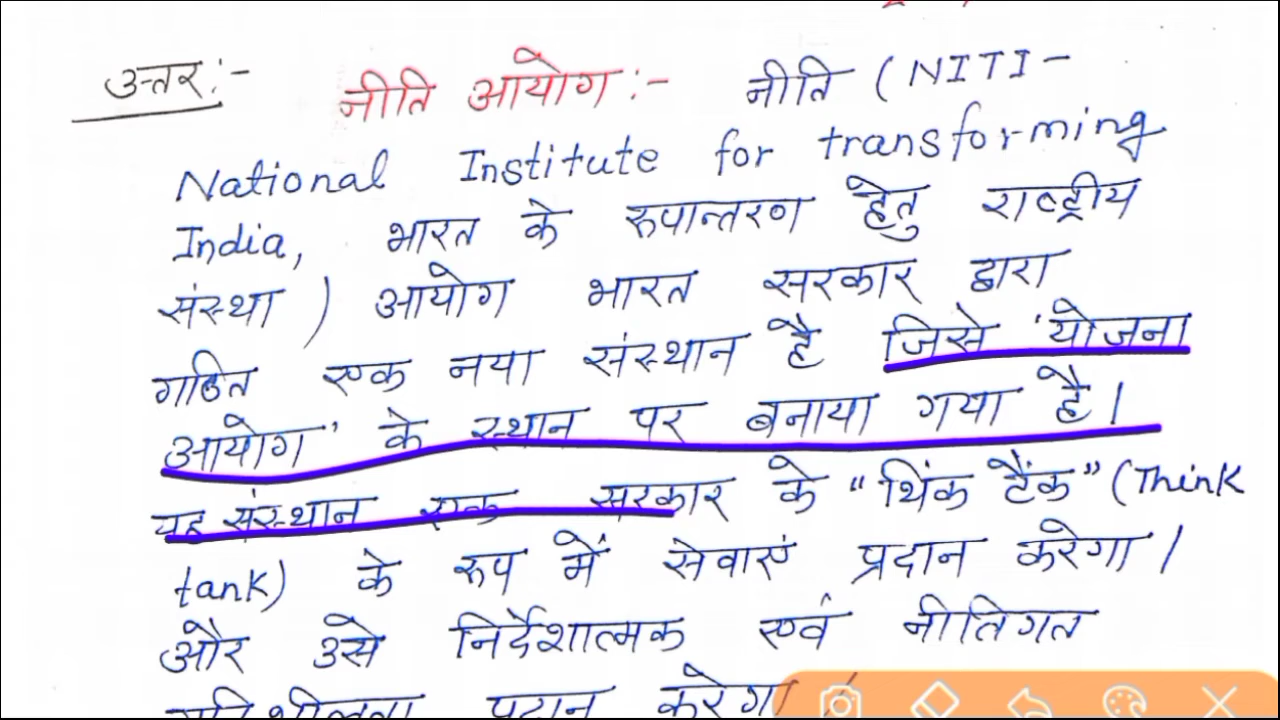 उत्तर:-
नीति आयोग:- नीति (NITI-
National Institute for transforming
India, भारत के रुपान्तरण हेतु राष्ट्रीय
संस्था) आयोग भारत सरकार द्वारा
गठित एक नया संस्थान है जिसे 'योजना
आयोग' के स्थान पर बनाया गया है।
यह संस्थान एक सरकार के "थिंक टैंक" (Think
tank) के रुप में सेवाएं प्रदान करेगा।
और उसे निर्देशात्मक एवं नीतिगत
प्रदान करेगा